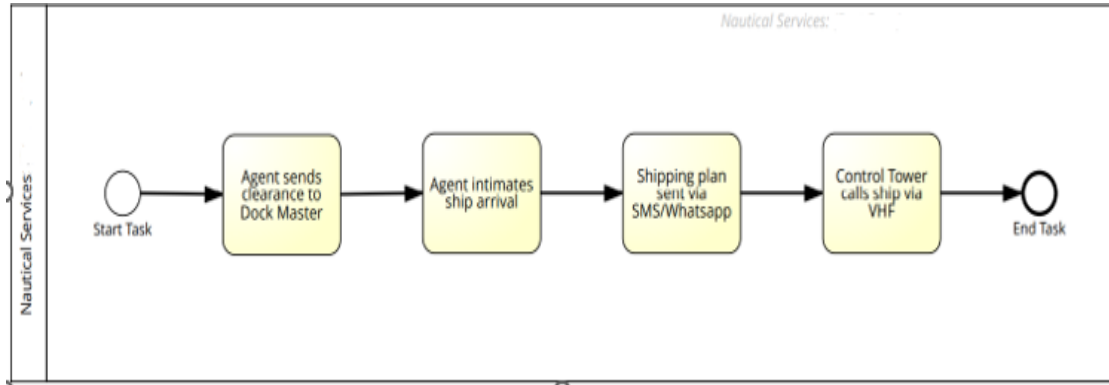 Nautical Services:
Nautical Services
Start Task
Agent sends
clearance to
Dock Master
Agent intimates
ship arrival
Shipping plan
sent via
SMS/Whatsapp
Control Tower
calls ship via
VHF
End Task